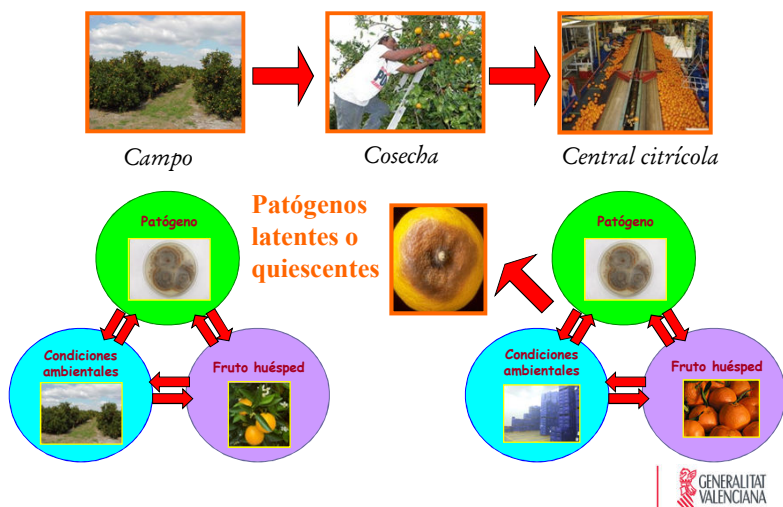 Campo
Cosecha
Central citrícola
Patógenos
latentes o
quiescentes
Patógeno
Condiciones
ambientales
Fruto huésped
Patógeno
Condiciones
ambientales
Fruto huésped
GENERALITAT
VALENCIANA